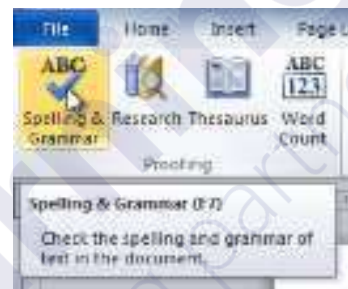 File Home Insert Page L
ABC ABC
123
Spelling & Research Thesaurus Word
Grammar Count
Proofing
Spelling & Grammar (F7)
Check the spelling and grammar of
text in the document.